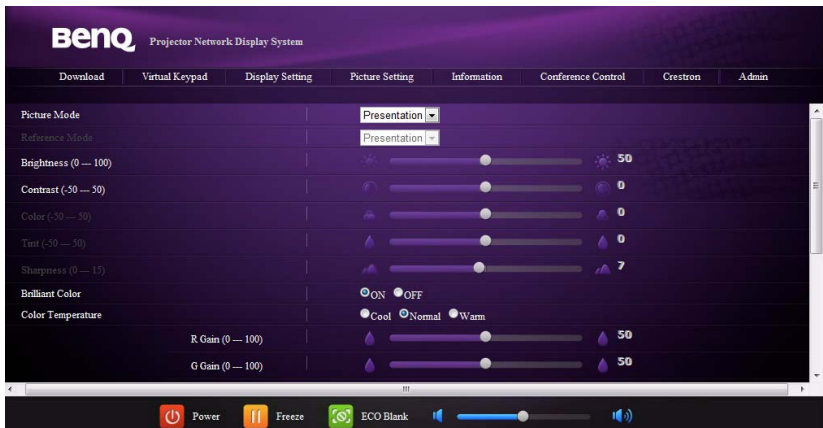 BenQ Projector Network Display System
Download Virtual Keypad Display Setting Picture Setting Information Conference Control Crestron Admin
Picture Mode Presentation
Reference Mode Presentation
Brightness (0 --- 100) 50
Contrast (-50 --- 50) 0
Color (-50 --- 50) 0
Tint (-50 --- 50) 0
Sharpness (0 --- 15) 7
Brilliant Color ON OFF
Color Temperature Cool Normal Warm
R Gain (0 --- 100) 50
G Gain (0 --- 100) 50
Power Freeze ECO Blank